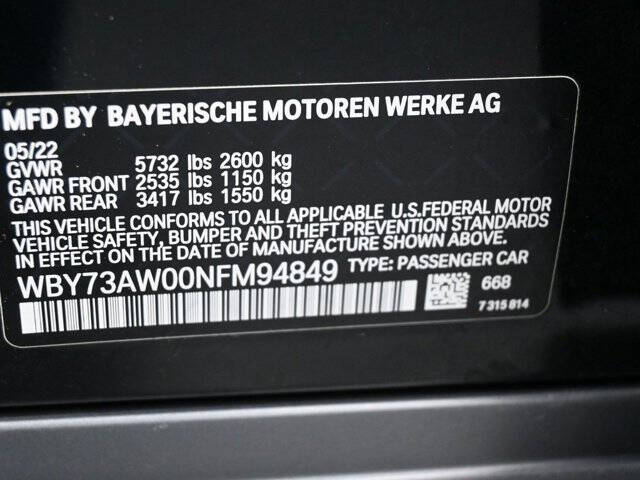 MFD BY BAYERISCHE MOTOREN WERKE AG
05/22
GVWR 5732 lbs 2600 kg
GAWR FRONT 2535 lbs 1150 kg
GAWR REAR 3417 lbs 1550 kg
THIS VEHICLE CONFORMS TO ALL APPLICABLE U.S.FEDERAL MOTOR
VEHICLE SAFETY, BUMPER AND THEFT PREVENTION STANDARDS
IN EFFECT ON THE DATE OF MANUFACTURE SHOWN ABOVE.
WBY73AW00NFM94849 TYPE: PASSENGER CAR
668
7 315 814